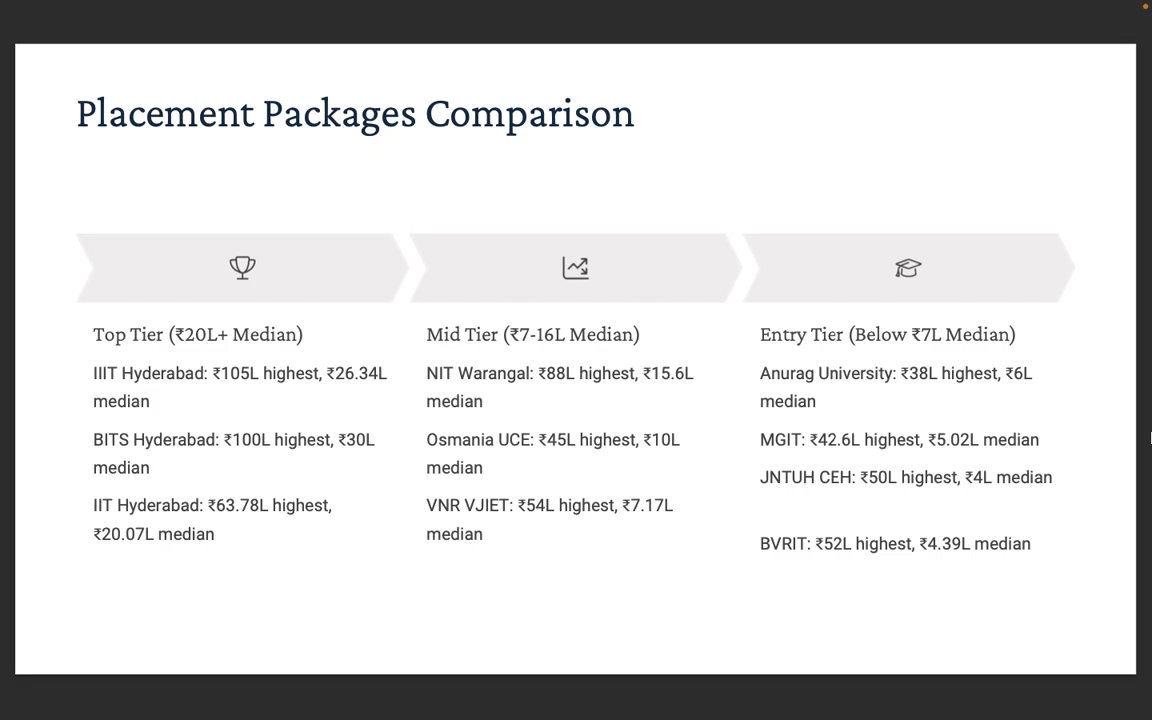 Placement Packages Comparison
Top Tier (₹20L+ Median)
IIIT Hyderabad: ₹105L highest, ₹26.34L
median
BITS Hyderabad: ₹100L highest, ₹30L
median
IIT Hyderabad: ₹63.78L highest,
₹20.07L median
Mid Tier (₹7-16L Median)
NIT Warangal: ₹88L highest, ₹15.6L
median
Osmania UCE: ₹45L highest, ₹10L
median
VNR VJIET: ₹54L highest, ₹7.17L
median
Entry Tier (Below ₹7L Median)
Anurag University: ₹38L highest, ₹6L
median
MGIT: ₹42.6L highest, ₹5.02L median
JNTUH CEH: ₹50L highest, ₹4L median
BVRIT: ₹52L highest, ₹4.39L median